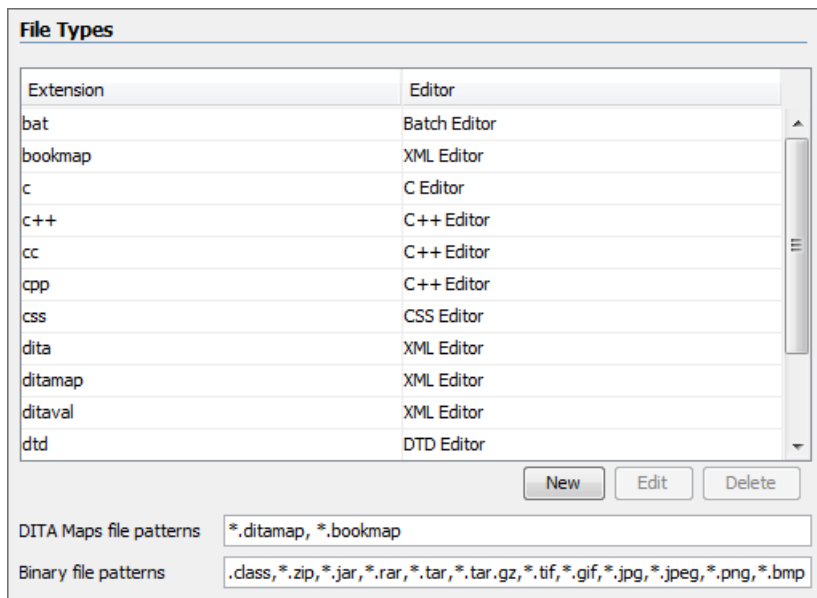 File Types
Extension Editor
bat Batch Editor
bookmap XML Editor
c C Editor
c++ C++ Editor
cc C++ Editor
cpp C++ Editor
css CSS Editor
dita XML Editor
ditamap XML Editor
ditaval XML Editor
dtd DTD Editor
New Edit Delete
DITA Maps file patterns *.ditamap, *.bookmap
Binary file patterns .class,*.zip,*.jar,*.rar,*.tar,*.tar.gz,*.tif,*.gif,*.jpg,*.jpeg,*.png,*.bmp